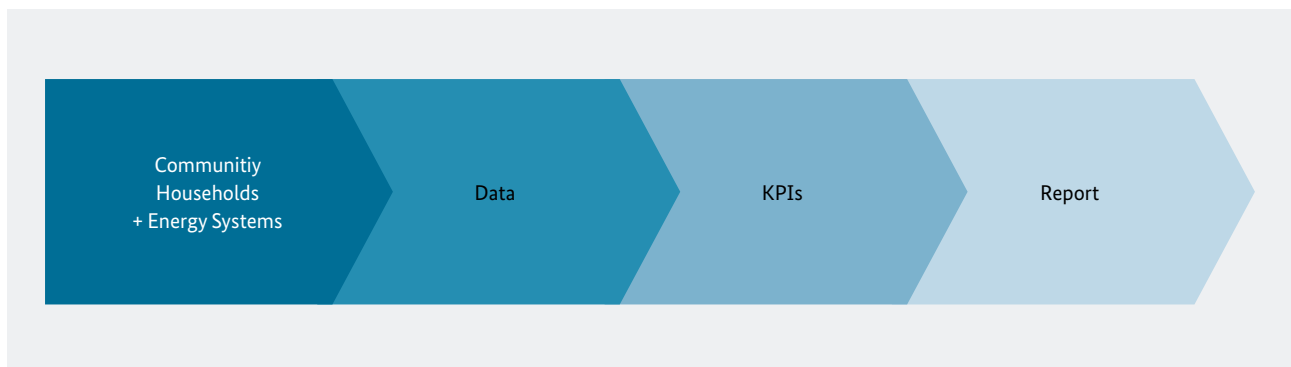 Communitiy
Households
+ Energy Systems
Data
KPIs
Report